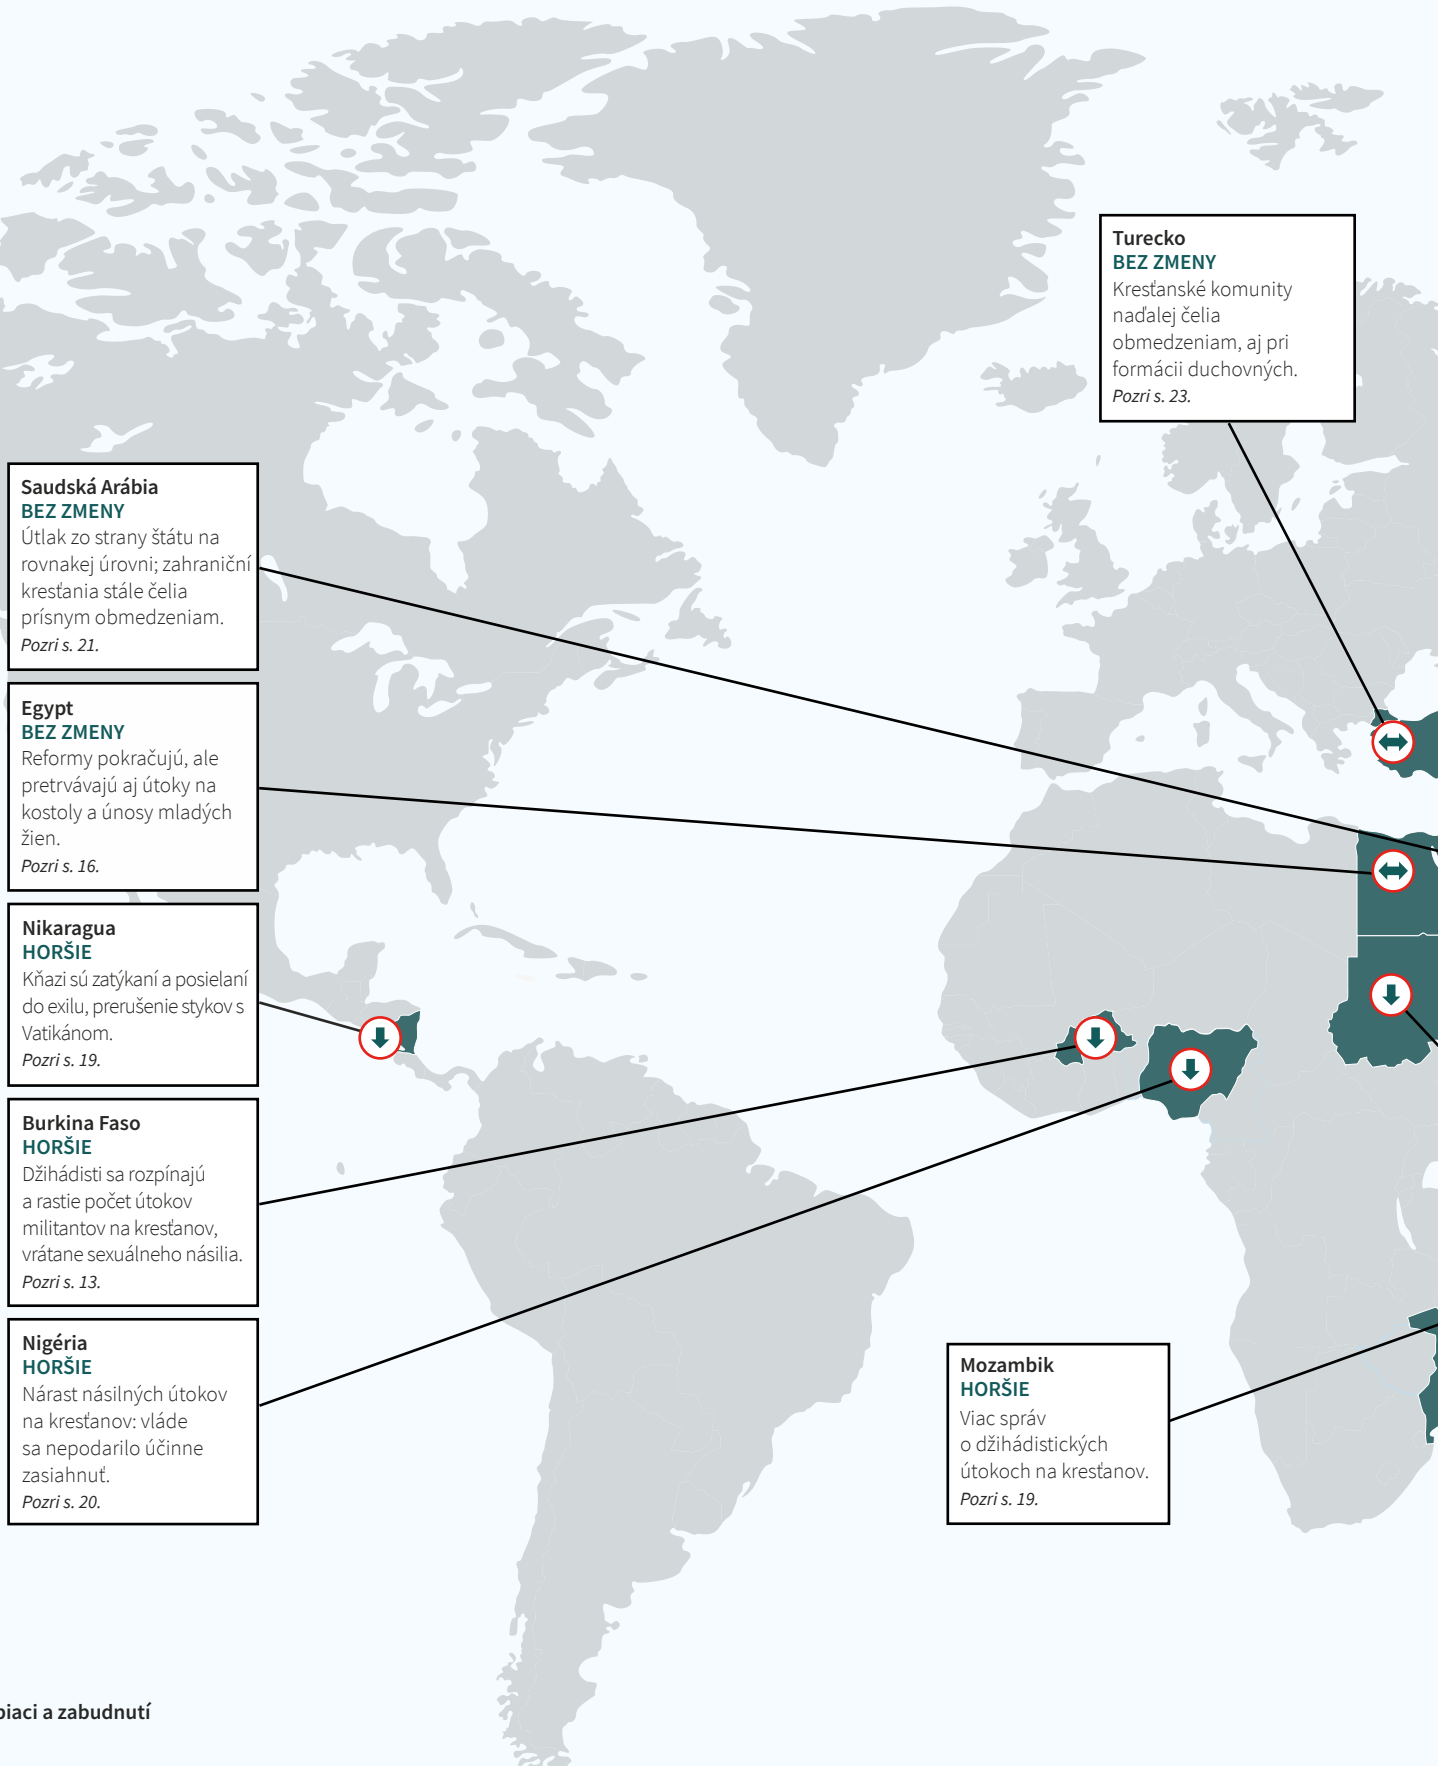 Turecko
BEZ ZMENY
Kresťanské komunity
naďalej čelia
obmedzeniam, aj pri
formácii duchovných.
Pozri s. 23.
Saudská Arábia
BEZ ZMENY
Útlak zo strany štátu na
rovnakej úrovni; zahraniční
kresťania stále čelia
prísnym obmedzeniam.
Pozri s. 21.
Egypt
BEZ ZMENY
Reformy pokračujú, ale
pretrvávajú aj útoky na
kostoly a únosy mladých
žien.
Pozri s. 16.
Nikaragua
HORŠIE
Kňazi sú zatýkaní a posielaní
do exilu, prerušenie stykov s
Vatikánom.
Pozri s. 19.
Burkina Faso
HORŠIE
Džihádisti sa rozpínajú
a rastie počet útokov
militantov na kresťanov,
vrátane sexuálneho násilia.
Pozri s. 13.
Nigéria
HORŠIE
Nárast násilných útokov
na kresťanov: vláde
sa nepodarilo účinne
zasiahnuť.
Pozri s. 20.
Mozambik
HORŠIE
Viac správ
o džihádistických
útokoch na kresťanov.
Pozri s. 19.
a zabudnutí